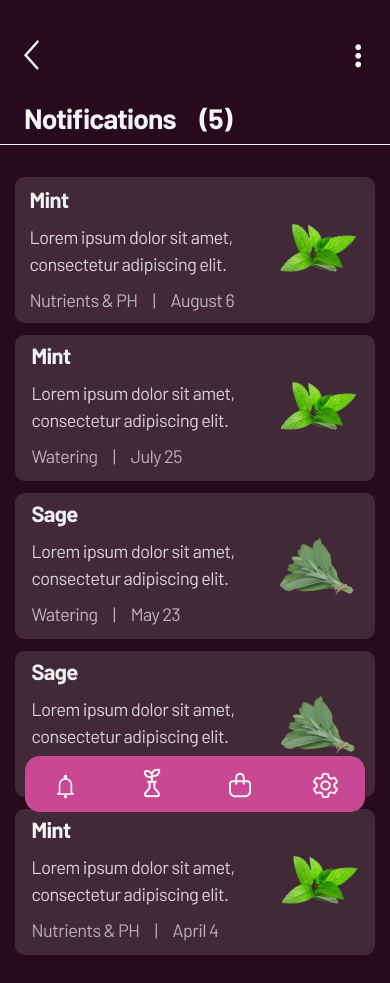 Notifications (5)
Mint
Lorem ipsum dolor sit amet,
consectetur adipiscing elit.
Nutrients & PH | August 6
Mint
Lorem ipsum dolor sit amet,
consectetur adipiscing elit.
Watering | July 25
Sage
Lorem ipsum dolor sit amet,
consectetur adipiscing elit.
Watering | May 23
Sage
Lorem ipsum dolor sit amet,
consectetur adipiscing elit.
Mint
Lorem ipsum dolor sit amet,
consectetur adipiscing elit.
Nutrients & PH | April 4